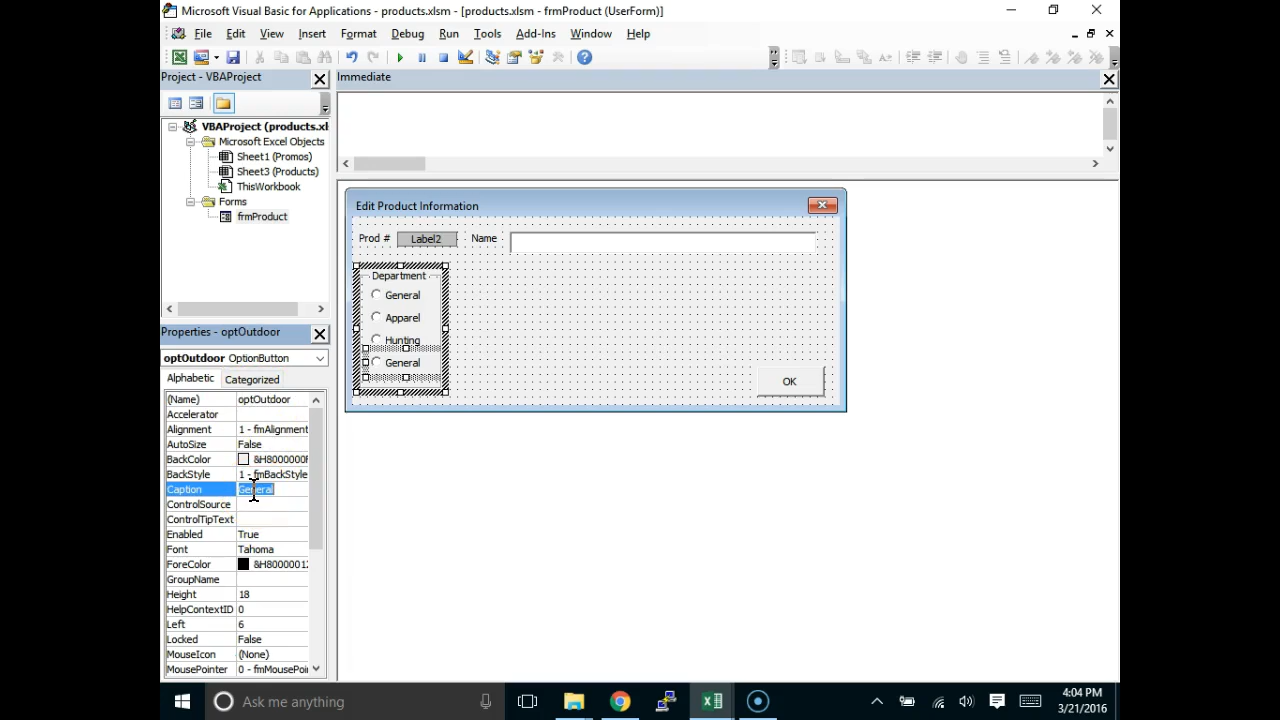 Microsoft Visual Basic for Applications - products.xlsm - [products.xlsm - frmProduct (UserForm)]
File Edit View Insert Format Debug Run Tools Add-Ins Window Help
Project - VBAProject
Immediate
VBAProject (products.xl
Microsoft Excel Objects
Sheet1 (Promos)
Sheet3 (Products)
ThisWorkbook
Forms
frmProduct
Edit Product Information
Prod # Label2 Name
Department
General
Apparel
Hunting
General
OK
Properties - optOutdoor
optOutdoor OptionButton
Alphabetic Categorized
(Name) optOutdoor
Accelerator
Alignment 1 - fmAlignment
AutoSize False
BackColor &H8000000F
BackStyle 1 - fmBackStyle
Caption General
ControlSource
ControlTipText
Enabled True
Font Tahoma
ForeColor &H80000012
GroupName
Height 18
HelpContextID 0
Left 6
Locked False
MouseIcon (None)
MousePointer 0 - fmMousePoi
Ask me anything
4:04 PM
3/21/2016